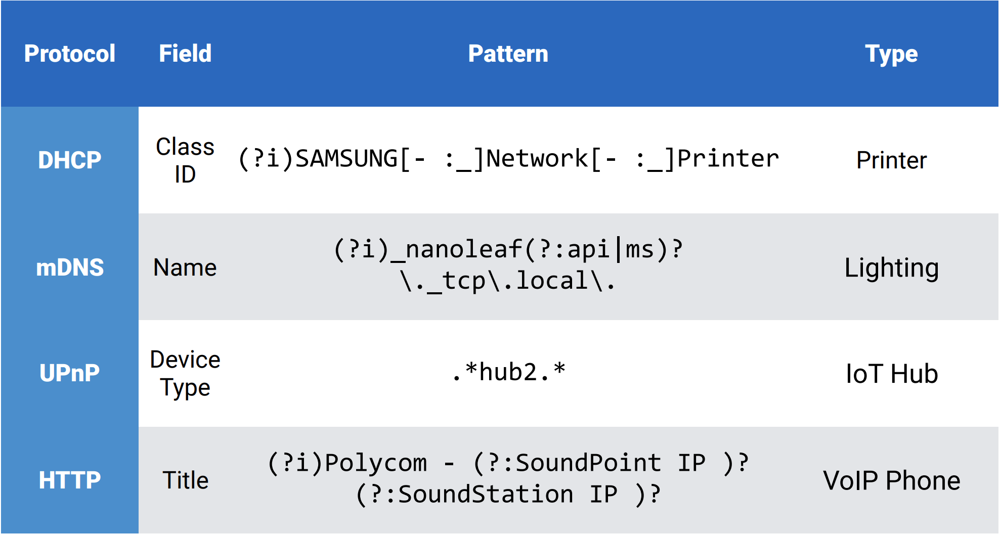 Protocol Field Pattern Type
DHCP Class ID (?i)SAMSUNG[- :_]Network[- :_]Printer Printer
mDNS Name (?i)_nanoleaf(?:api|ms)?
\._tcp\.local\. Lighting
UPnP Device Type .*hub2.* IoT Hub
HTTP Title (?i)Polycom - (?:SoundPoint IP )?
(?:SoundStation IP )? VoIP Phone